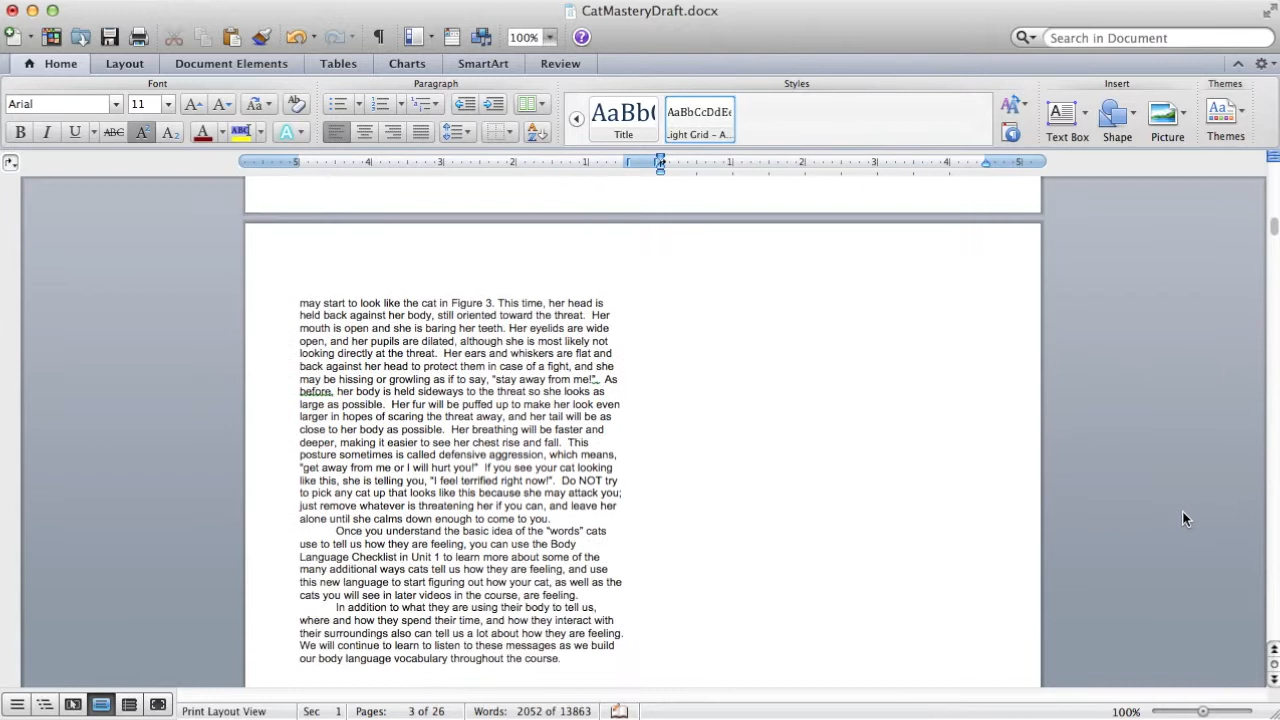 CatMasteryDraft.docx
100%
Search in Document
Home Layout Document Elements Tables Charts SmartArt Review
Font Paragraph Styles Insert Themes
Arial 11 A A Aa Ab AaBb( AaBbCcDdEe
B I U ABC A² A₂ A ABC A Title Light Grid - A... Text Box Shape Picture Themes
5 4 3 2 1 1 2 3 4 5
may start to look like the cat in Figure 3. This time, her head is
held back against her body, still oriented toward the threat.  Her
mouth is open and she is baring her teeth. Her eyelids are wide
open, and her pupils are dilated, although she is most likely not
looking directly at the threat.  Her ears and whiskers are flat and
back against her head to protect them in case of a fight, and she
may be hissing or growling as if to say, "stay away from me!".  As
before, her body is held sideways to the threat so she looks as
large as possible.  Her fur will be puffed up to make her look even
larger in hopes of scaring the threat away, and her tail will be as
close to her body as possible.  Her breathing will be faster and
deeper, making it easier to see her chest rise and fall.  This
posture sometimes is called defensive aggression, which means,
"get away from me or I will hurt you!"  If you see your cat looking
like this, she is telling you, "I feel terrified right now!".  Do NOT try
to pick any cat up that looks like this because she may attack you;
just remove whatever is threatening her if you can, and leave her
alone until she calms down enough to come to you.
Once you understand the basic idea of the "words" cats
use to tell us how they are feeling, you can use the Body
Language Checklist in Unit 1 to learn more about some of the
many additional ways cats tell us how they are feeling, and use
this new language to start figuring out how your cat, as well as the
cats you will see in later videos in the course, are feeling.
In addition to what they are using their body to tell us,
where and how they spend their time, and how they interact with
their surroundings also can tell us a lot about how they are feeling.
We will continue to learn to listen to these messages as we build
our body language vocabulary throughout the course.
Print Layout View Sec 1 Pages: 3 of 26 Words: 2052 of 13863 100%